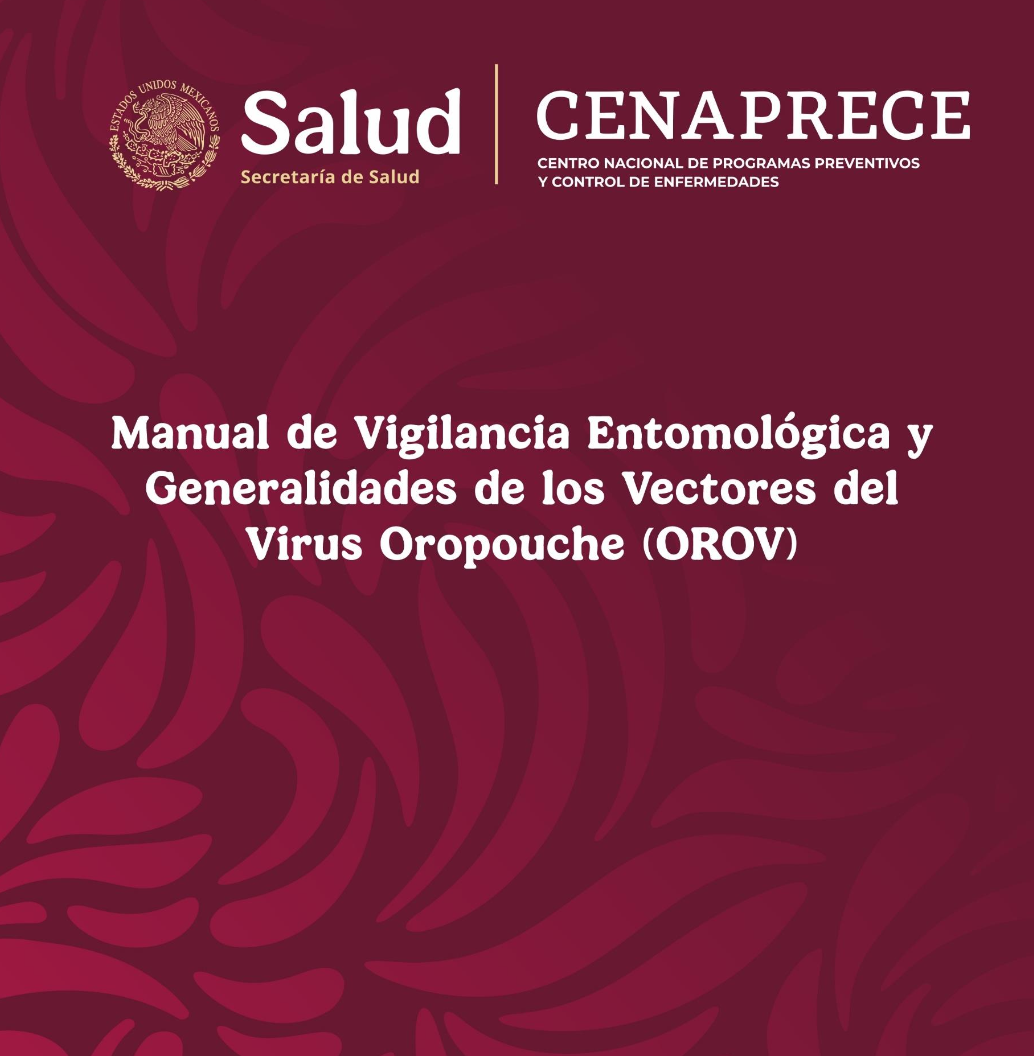 ESTADOS UNIDOS MEXICANOS
Salud
Secretaría de Salud
CENAPRECE
CENTRO NACIONAL DE PROGRAMAS PREVENTIVOS
Y CONTROL DE ENFERMEDADES
Manual de Vigilancia Entomológica y
Generalidades de los Vectores del
Virus Oropouche (OROV)